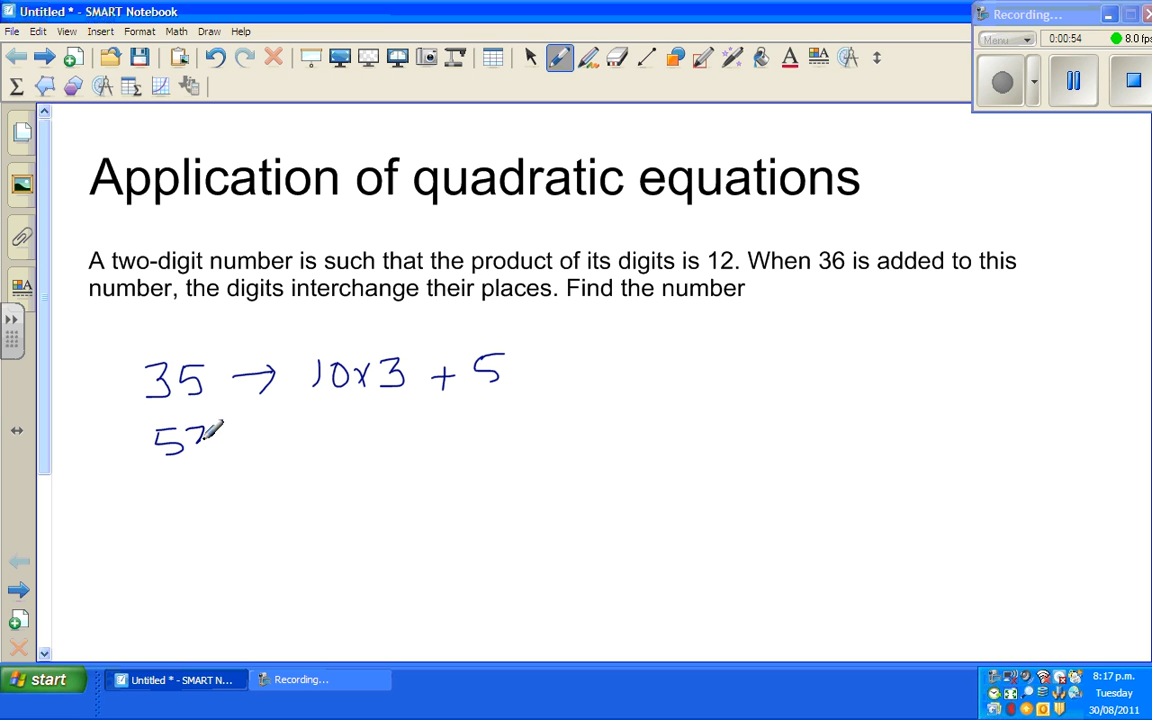 Untitled * - SMART Notebook
Recording...
File Edit View Insert Format Math Draw Help
Menu 0:00:54 8.0 fps
Application of quadratic equations
A two-digit number is such that the product of its digits is 12. When 36 is added to this
number, the digits interchange their places. Find the number
35 → 10x3 + 5
5
start Untitled * - SMART N... Recording...
8:17 p.m.
Tuesday
30/08/2011